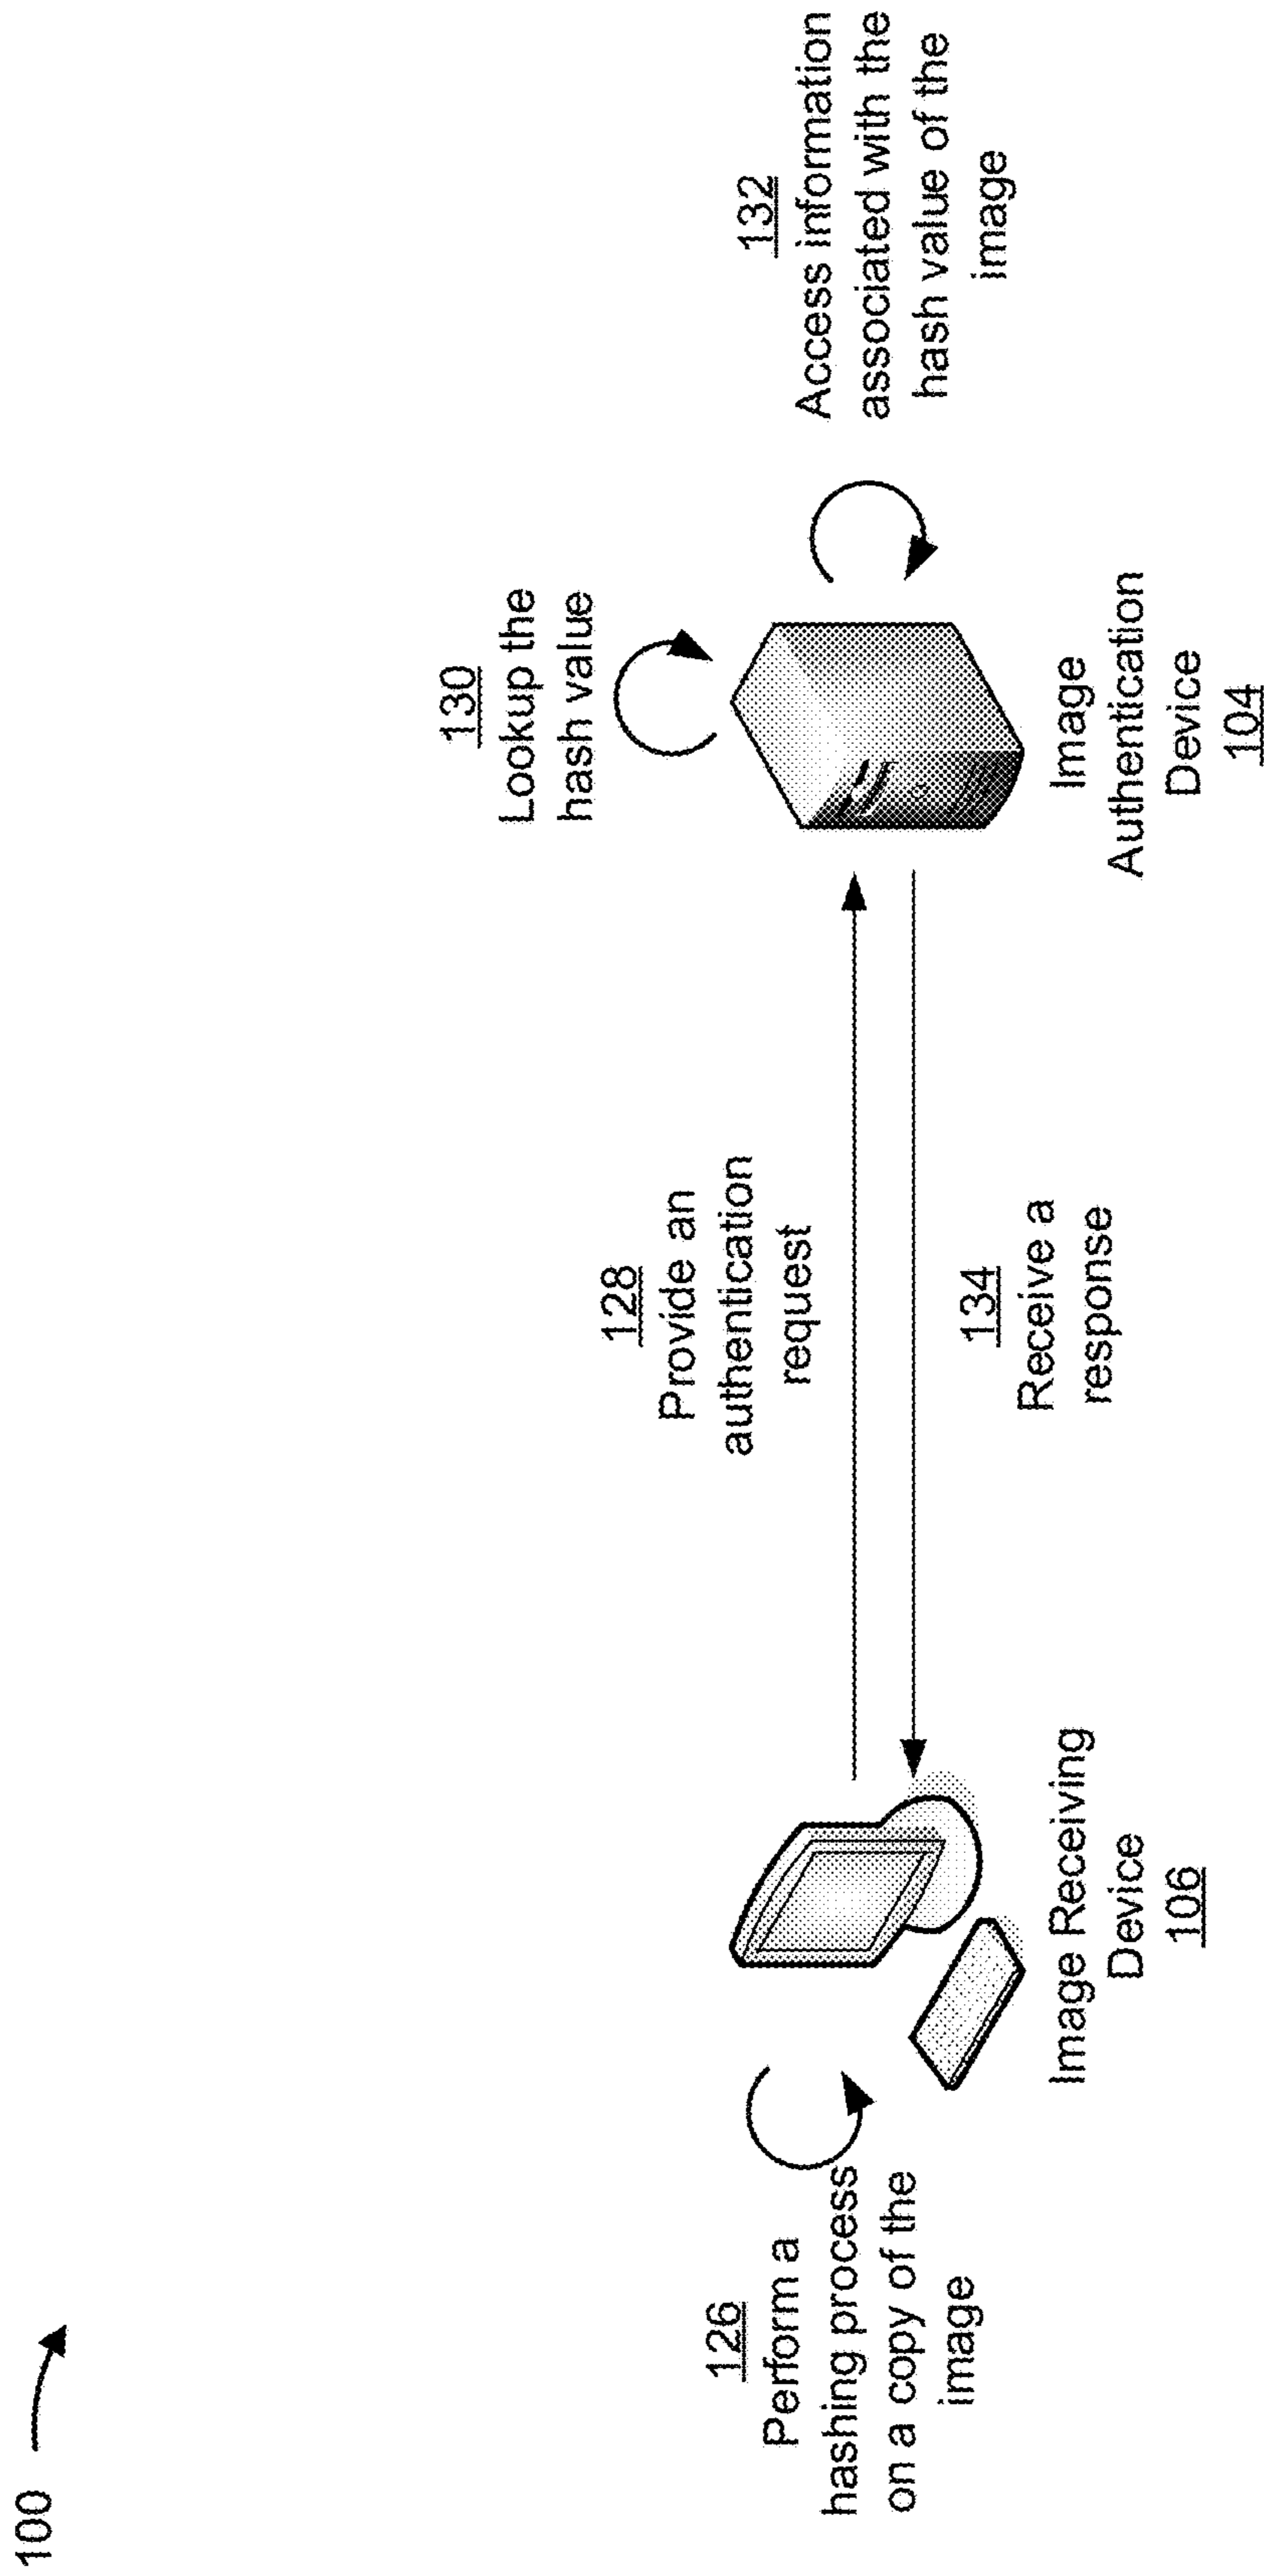 100
126
Perform a
hashing process
on a copy of the
image
Image Receiving
Device
106
128
Provide an
authentication
request
134
Receive a
response
130
Lookup the
hash value
Image
Authentication
Device
104
132
Access information
associated with the
hash value of the
image